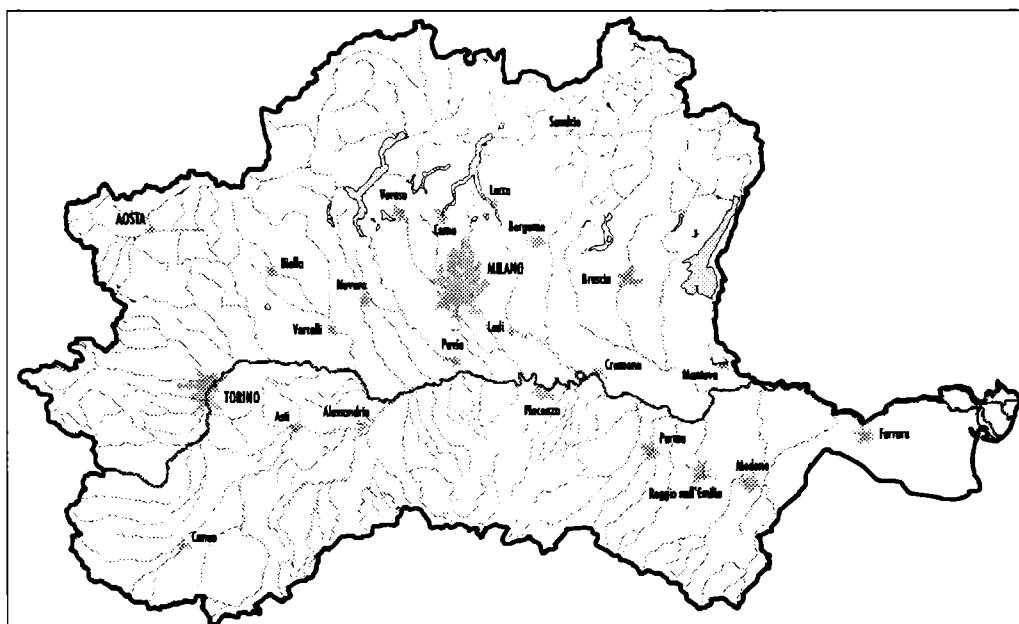 Sondrio
Varese
Lecco
AOSTA
Como
Bergamo
Biella
MILANO
Brescia
Novara
Vercelli
Lodi
Pavia
Cremona
Mantova
TORINO
Asti
Alessandria
Piacenza
Parma
Ferrara
Modena
Reggio nell'Emilia
Cuneo